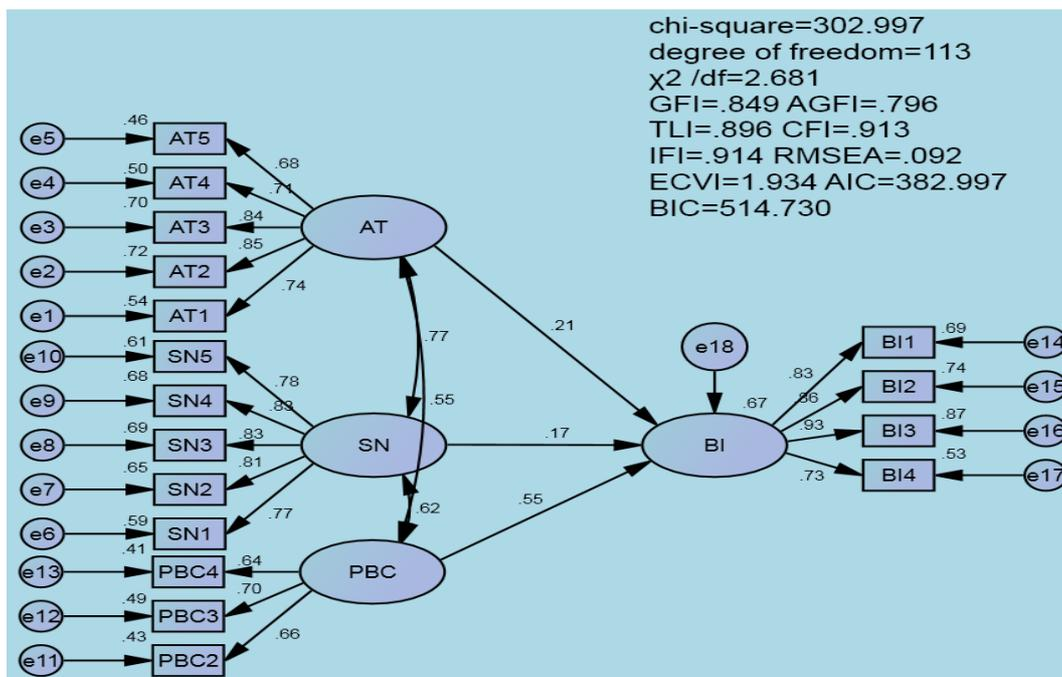 chi-square=302.997
degree of freedom=113
χ2 /df=2.681
GFI=.849 AGFI=.796
TLI=.896 CFI=.913
IFI=.914 RMSEA=.092
ECVI=1.934 AIC=382.997
BIC=514.730
e5
.46
AT5
.68
e4
.50
AT4
.71
e3
.70
AT3
.84
AT
e2
.72
AT2
.85
e1
.54
AT1
.74
.77
.21
e10
.61
SN5
.78
e9
.68
SN4
.83
.55
e8
.69
SN3
.83
SN
.17
e7
.65
SN2
.81
e6
.59
SN1
.77
.62
.55
e13
.41
PBC4
.64
PBC
e12
.49
PBC3
.70
e11
.43
PBC2
.66
e18
.67
BI
.83
BI1
.69
e14
.86
BI2
.74
e15
.93
BI3
.87
e16
.73
BI4
.53
e17